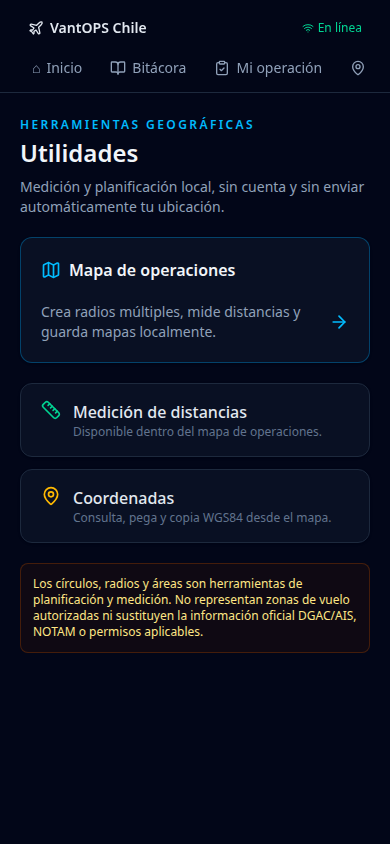 VantOPS Chile
En línea
Inicio
Bitácora
Mi operación
HERRAMIENTAS GEOGRÁFICAS
Utilidades
Medición y planificación local, sin cuenta y sin enviar
automáticamente tu ubicación.
Mapa de operaciones
Crea radios múltiples, mide distancias y
guarda mapas localmente.
Medición de distancias
Disponible dentro del mapa de operaciones.
Coordenadas
Consulta, pega y copia WGS84 desde el mapa.
Los círculos, radios y áreas son herramientas de
planificación y medición. No representan zonas de vuelo
autorizadas ni sustituyen la información oficial DGAC/AIS,
NOTAM o permisos aplicables.